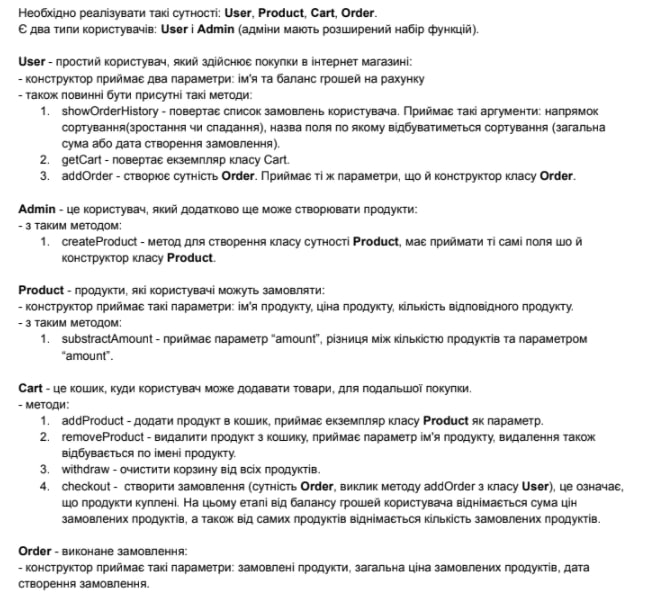 Необхідно реалізувати такі сутності: User, Product, Cart, Order.
Є два типи користувачів: User і Admin (адміни мають розширений набір функцій).
User - простий користувач, який здійснює покупки в інтернет магазині:
- конструктор приймає два параметри: ім'я та баланс грошей на рахунку
- також повинні бути присутні такі методи:
1. showOrderHistory - повертає список замовлень користувача. Приймає такі аргументи: напрямок
сортування(зростання чи спадання), назва поля по якому відбуватиметься сортування (загальна
сума або дата створення замовлення).
2. getCart - повертає екземпляр класу Cart.
3. addOrder - створює сутність Order. Приймає ті ж параметри, що й конструктор класу Order.
Admin - це користувач, який додатково ще може створювати продукти:
- з таким методом:
1. createProduct - метод для створення класу сутності Product, має приймати ті самі поля шо й
конструктор класу Product.
Product - продукти, які користувачі можуть замовляти:
- конструктор приймає такі параметри: ім'я продукту, ціна продукту, кількість відповідного продукту.
- з таким методом:
1. substractAmount - приймає параметр “amount”, різниця між кількістю продуктів та параметром
“amount”.
Cart - це кошик, куди користувач може додавати товари, для подальшої покупки.
- методи:
1. addProduct - додати продукт в кошик, приймає екземпляр класу Product як параметр.
2. removeProduct - видалити продукт з кошику, приймає параметр ім'я продукту, видалення також
відбувається по імені продукту.
3. withdraw - очистити корзину від всіх продуктів.
4. checkout - створити замовлення (сутність Order, виклик методу addOrder з класу User), це означає,
що продукти куплені. На цьому етапі від балансу грошей користувача віднімається сума цін
замовлених продуктів, а також від самих продуктів віднімається кількість замовлених продуктів.
Order - виконане замовлення:
- конструктор приймає такі параметри: замовлені продукти, загальна ціна замовлених продуктів, дата
створення замовлення.